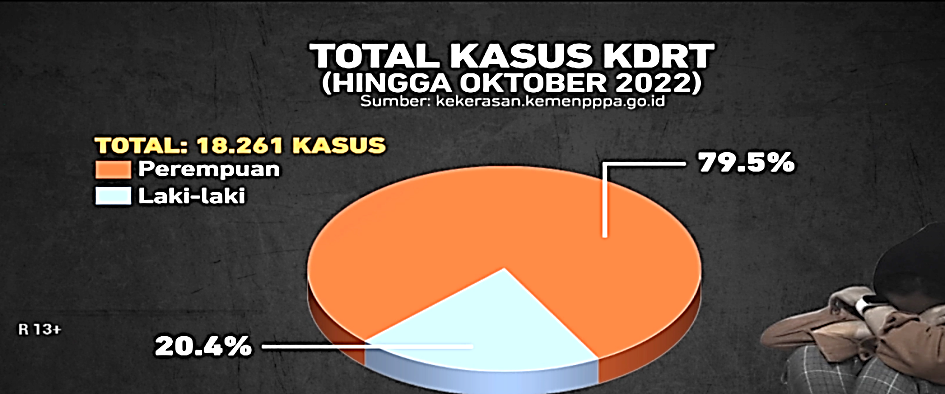 TOTAL KASUS KDRT
(HINGGA OKTOBER 2022)
Sumber: kekerasan.kemenpppa.go.id
TOTAL: 18.261 KASUS
Perempuan
Laki-laki
79.5%
20.4%
R 13+